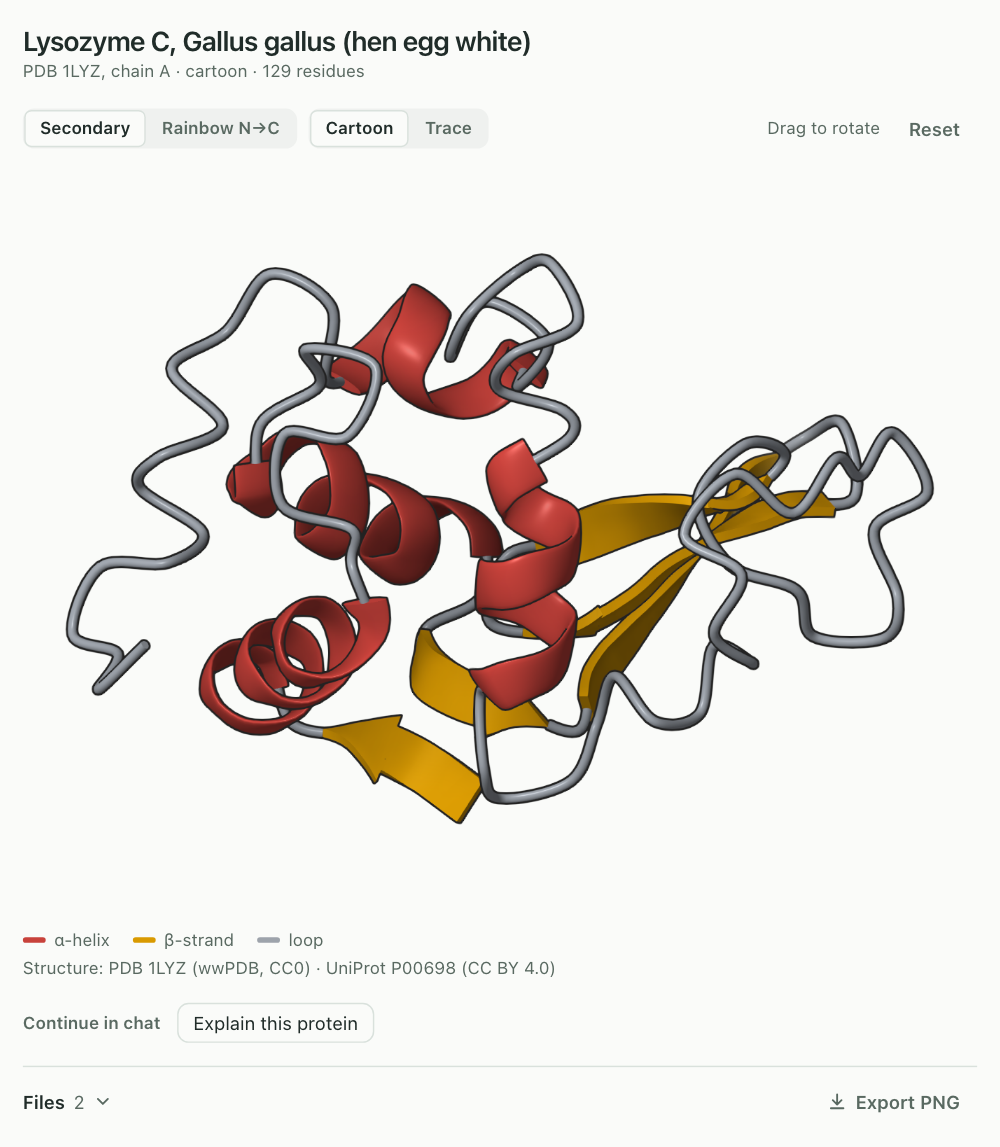 Lysozyme C, Gallus gallus (hen egg white)
PDB 1LYZ, chain A · cartoon · 129 residues
Secondary Rainbow N→C Cartoon Trace Drag to rotate Reset
α-helix β-strand loop
Structure: PDB 1LYZ (wwPDB, CC0) · UniProt P00698 (CC BY 4.0)
Continue in chat Explain this protein
Files 2 Export PNG